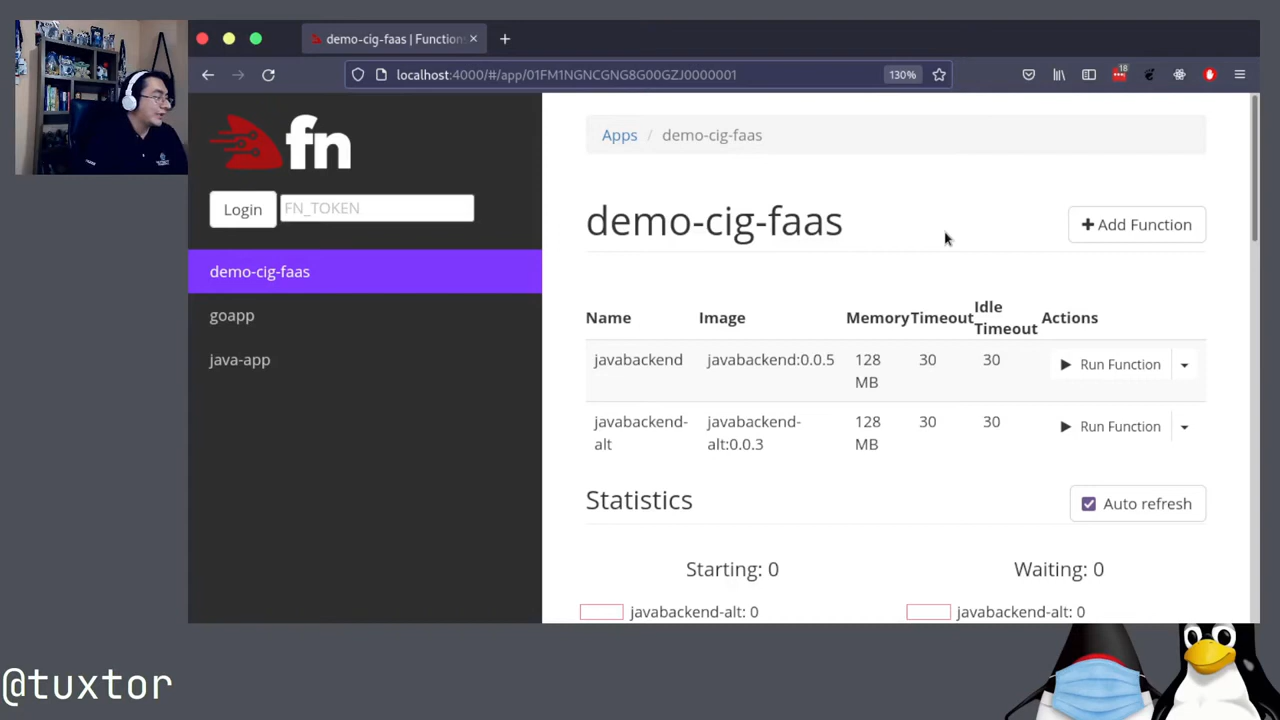 demo-cig-faas | Function
localhost:4000/#/app/01FM1NGNCGNG8G00GZJ0000001
130%
18
fn
Login
FN_TOKEN
demo-cig-faas
goapp
java-app
Apps / demo-cig-faas
demo-cig-faas
Add Function
Name Image Memory Timeout Idle Timeout Actions
javabackend javabackend:0.0.5 128 MB 30 30 Run Function
javabackend-alt javabackend-alt:0.0.3 128 MB 30 30 Run Function
Statistics
Auto refresh
Starting: 0
Waiting: 0
javabackend-alt: 0
javabackend-alt: 0
@tuxtor